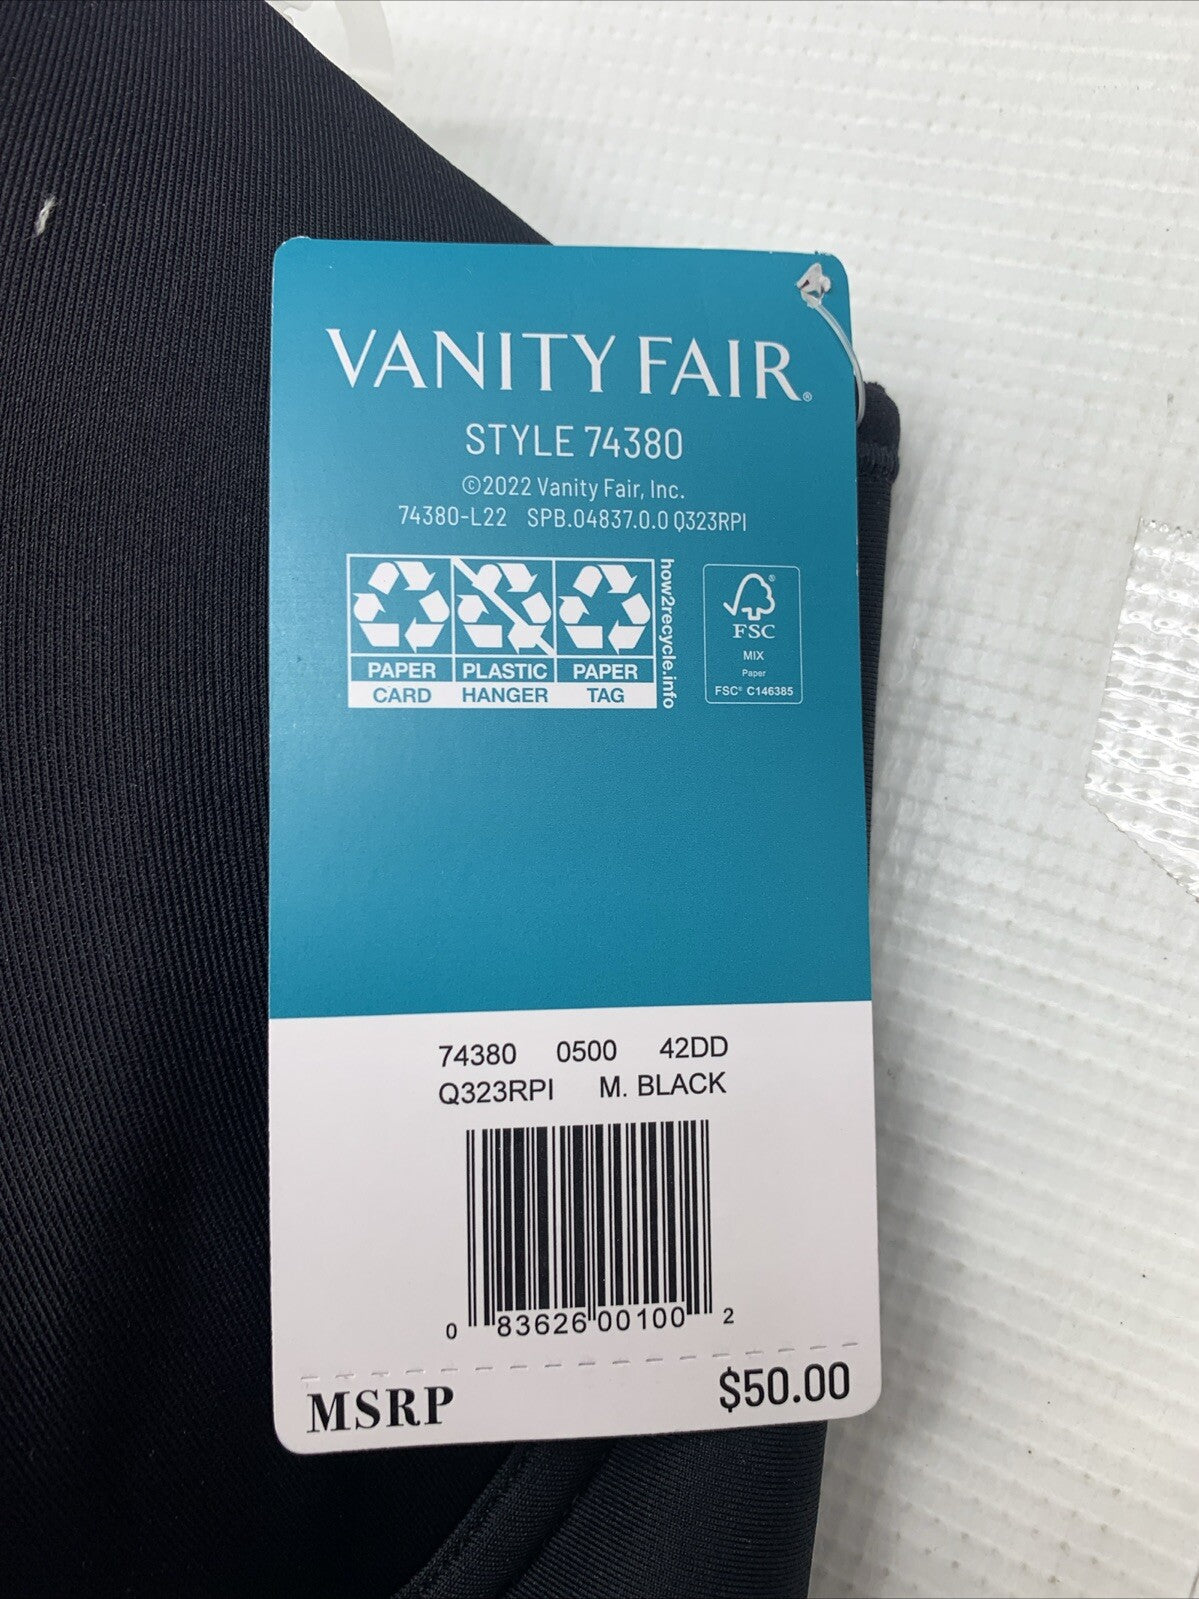 VANITY FAIR®
STYLE 74380
©2022 Vanity Fair, Inc.
74380-L22 SPB.04837.0.0 Q323RPI
PAPER PLASTIC PAPER
CARD HANGER TAG
how2recycle.info
®
FSC
MIX
Paper
FSC® C146385
74380 0500 42DD
Q323RPI M. BLACK
0 83626 00100 2
MSRP $50.00